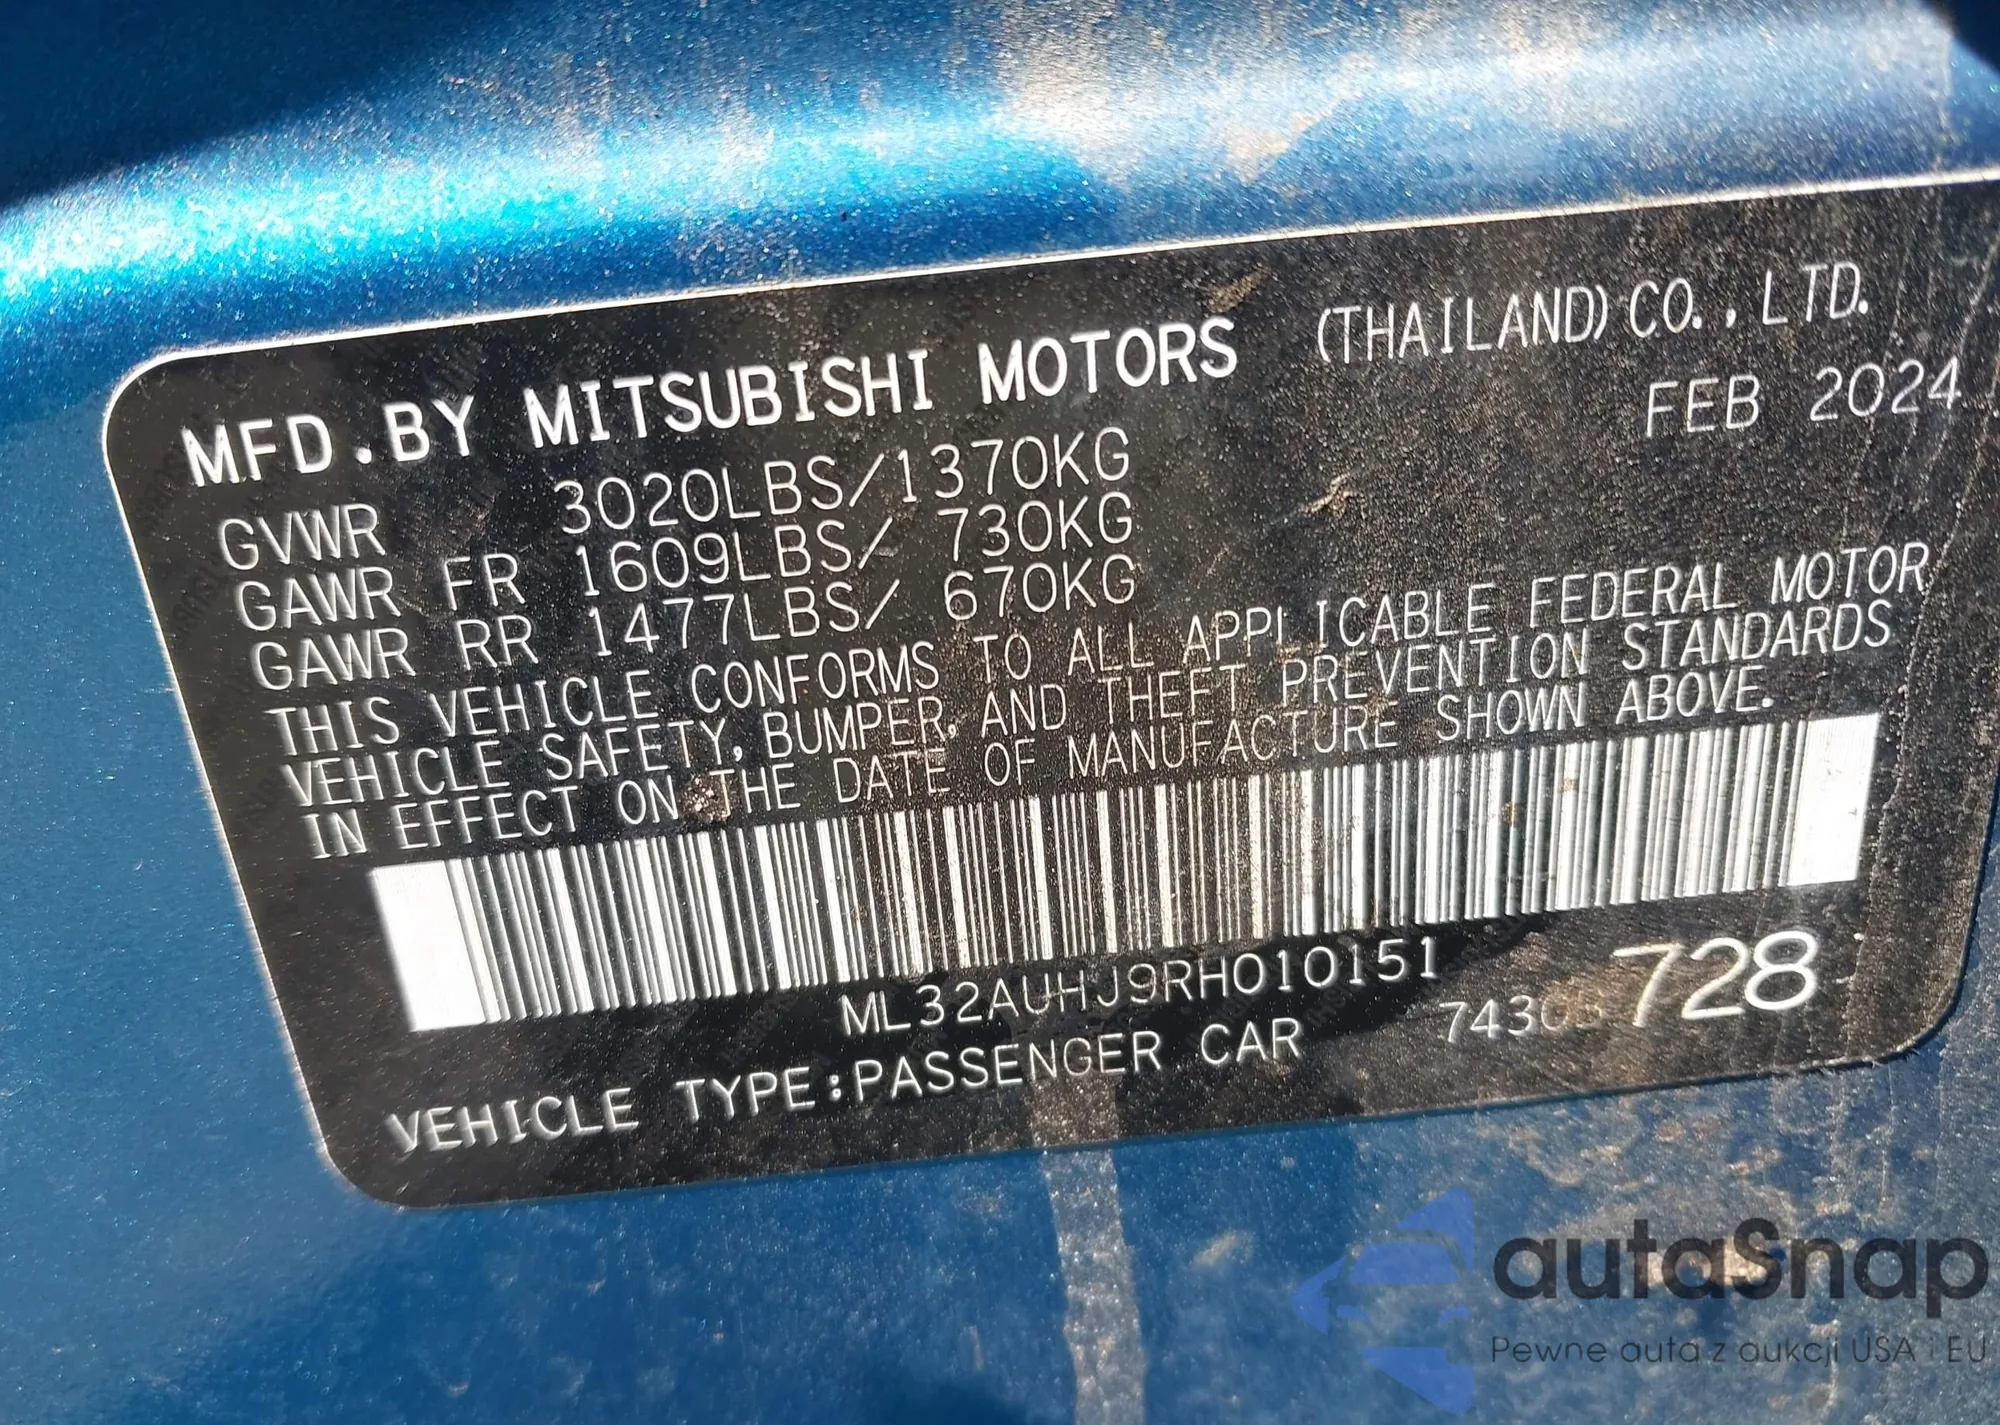 MFD.BY MITSUBISHI MOTORS (THAILAND) CO., LTD.
FEB 2024
GVWR 3020LBS/1370KG
GAWR FR 1609LBS/ 730KG
GAWR RR 1477LBS/ 670KG
THIS VEHICLE CONFORMS TO ALL APPLICABLE FEDERAL MOTOR
VEHICLE SAFETY, BUMPER, AND THEFT PREVENTION STANDARDS
IN EFFECT ON THE DATE OF MANUFACTURE SHOWN ABOVE.
ML32AUHJ9RH010151
728
VEHICLE TYPE:PASSENGER CAR
autaSnap
Pewne auta z aukcji USA i EU